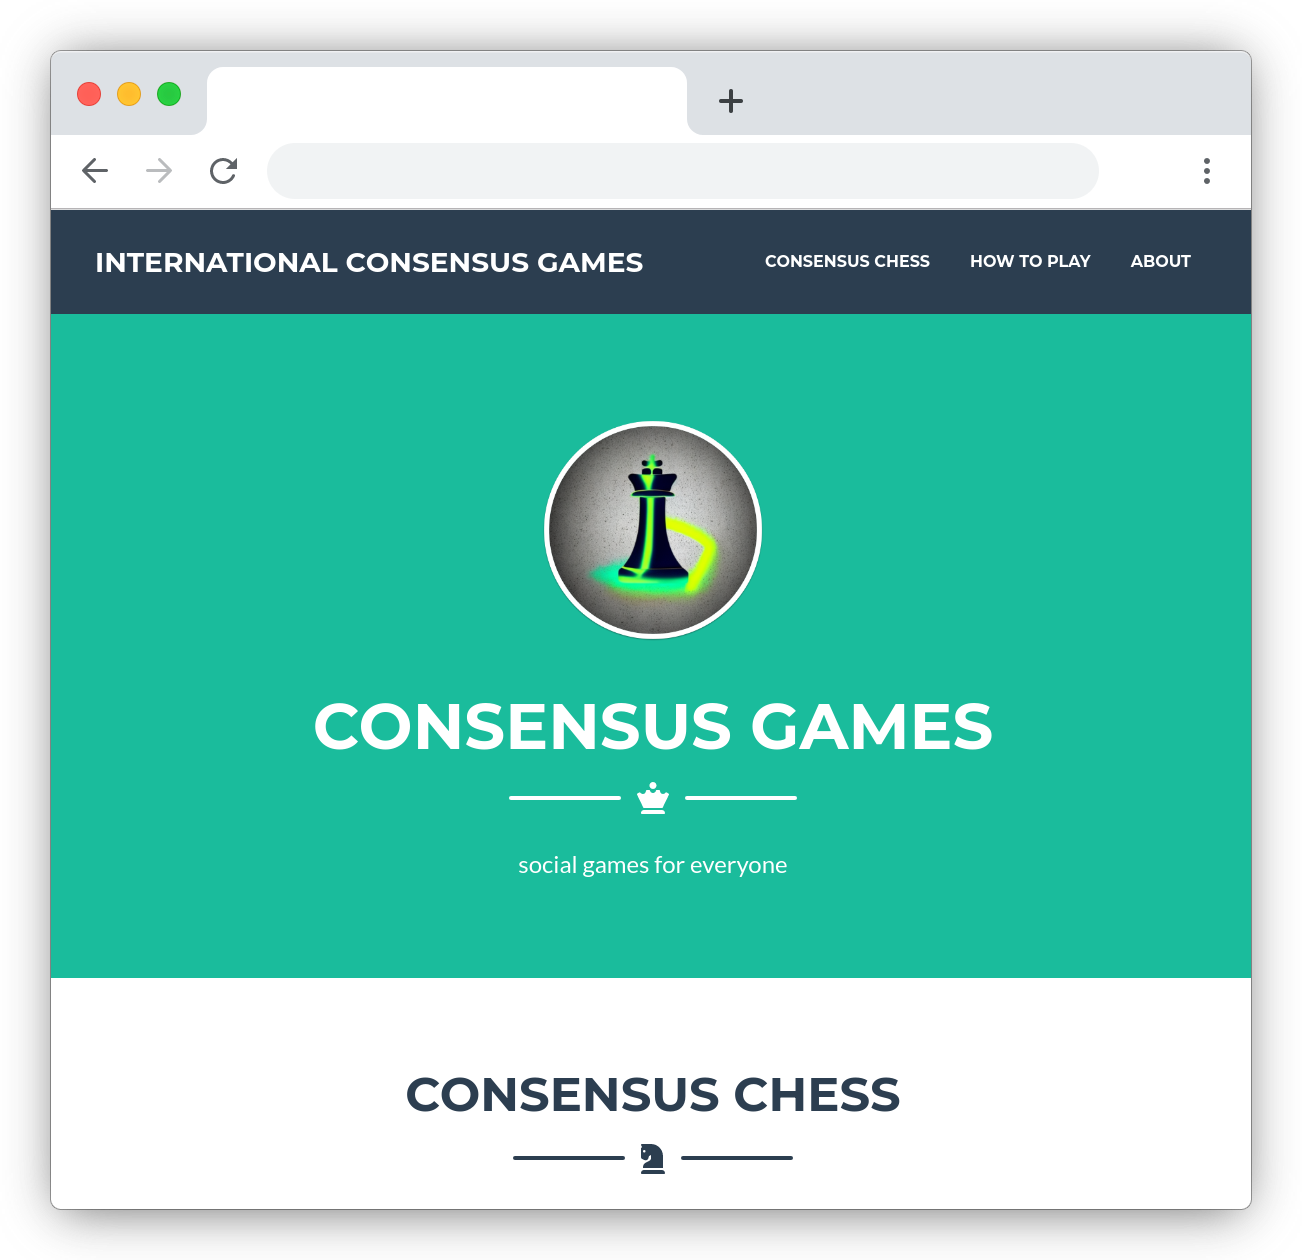 INTERNATIONAL CONSENSUS GAMES
CONSENSUS CHESS
HOW TO PLAY
ABOUT
CONSENSUS GAMES
social games for everyone
CONSENSUS CHESS